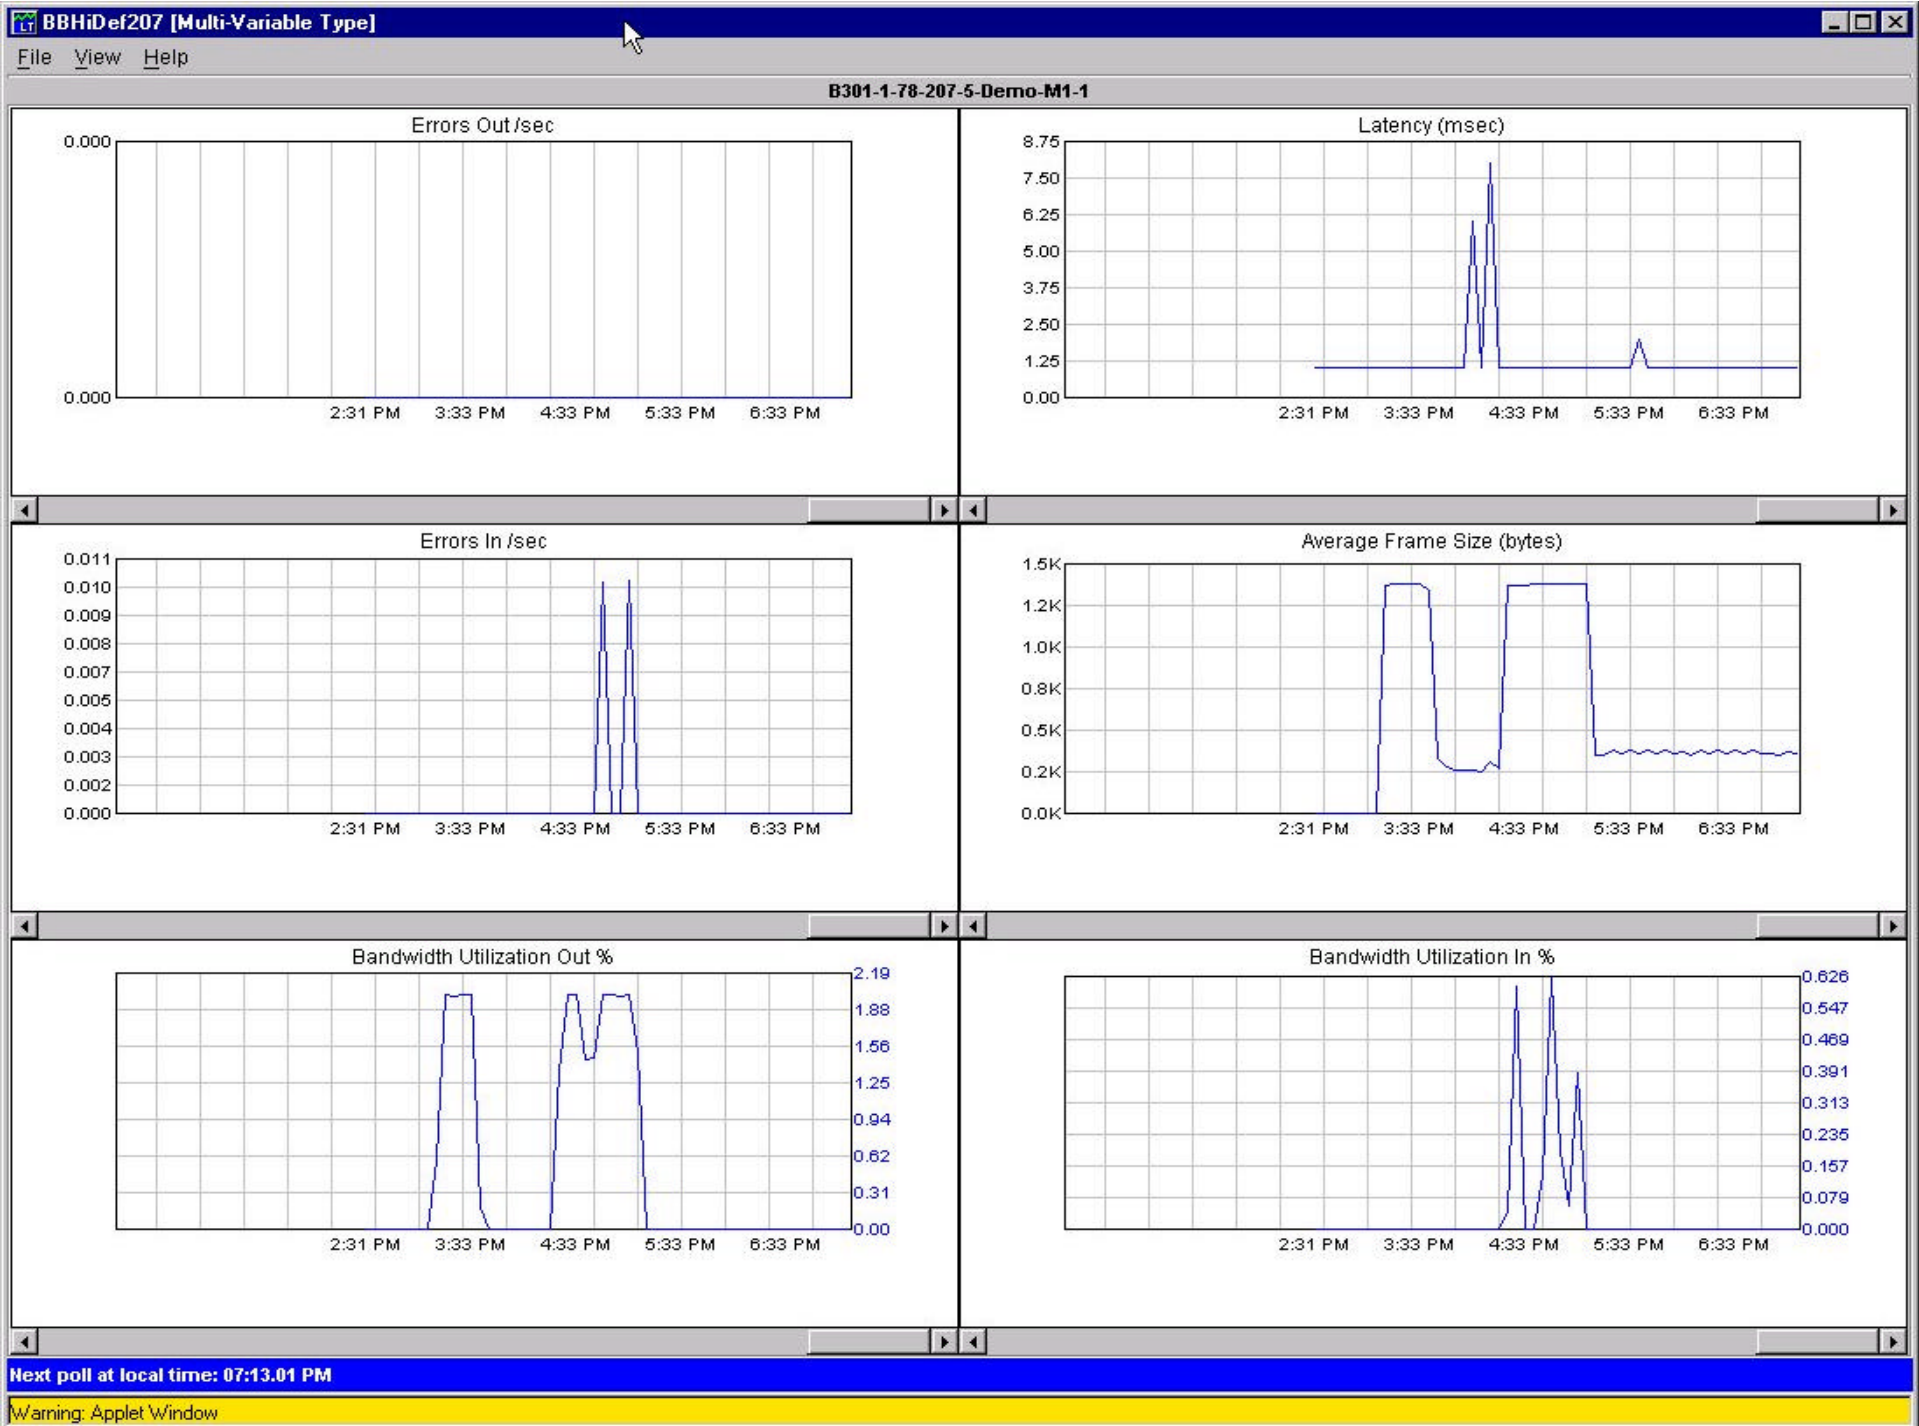 BBHiDef207 [Multi-Variable Type]
File View Help
B301-1-78-207-5-Demo-M1-1
Errors Out /sec
0.000
0.000
2:31 PM 3:33 PM 4:33 PM 5:33 PM 6:33 PM
Latency (msec)
8.75
7.50
6.25
5.00
3.75
2.50
1.25
0.00
2:31 PM 3:33 PM 4:33 PM 5:33 PM 6:33 PM
Errors In /sec
0.011
0.010
0.009
0.008
0.007
0.005
0.004
0.003
0.002
0.000
2:31 PM 3:33 PM 4:33 PM 5:33 PM 6:33 PM
Average Frame Size (bytes)
1.5K
1.2K
1.0K
0.8K
0.5K
0.2K
0.0K
2:31 PM 3:33 PM 4:33 PM 5:33 PM 6:33 PM
Bandwidth Utilization Out %
2.19
1.88
1.56
1.25
0.94
0.62
0.31
0.00
2:31 PM 3:33 PM 4:33 PM 5:33 PM 6:33 PM
Bandwidth Utilization In %
0.626
0.547
0.469
0.391
0.313
0.235
0.157
0.079
0.000
2:31 PM 3:33 PM 4:33 PM 5:33 PM 6:33 PM
Next poll at local time: 07:13.01 PM
Warning: Applet Window